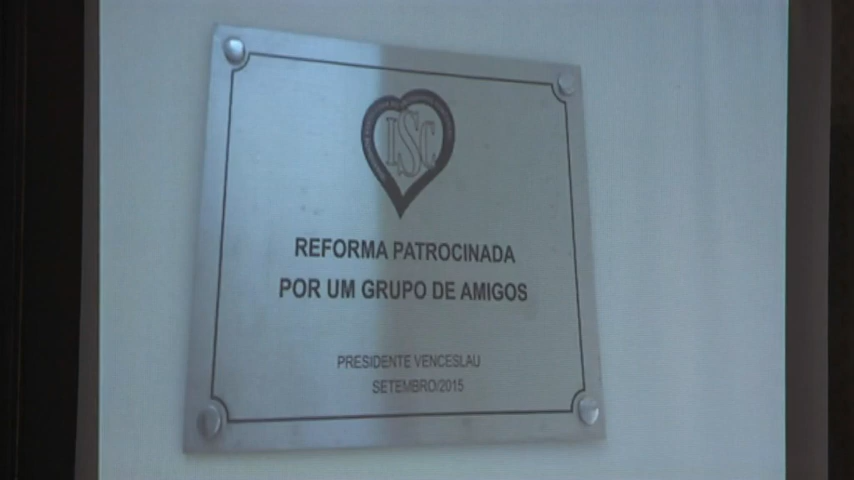 ISC
REFORMA PATROCINADA
POR UM GRUPO DE AMIGOS
PRESIDENTE VENCESLAU
SETEMBRO/2015